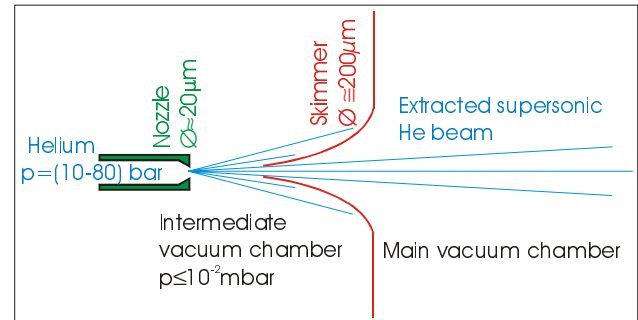 Nozzle
Ø≈20µm
Skimmer
Ø ≅200µm
Extracted supersonic
He beam
Helium
p=(10-80) bar
Intermediate
vacuum chamber
p≤10⁻²mbar
Main vacuum chamber